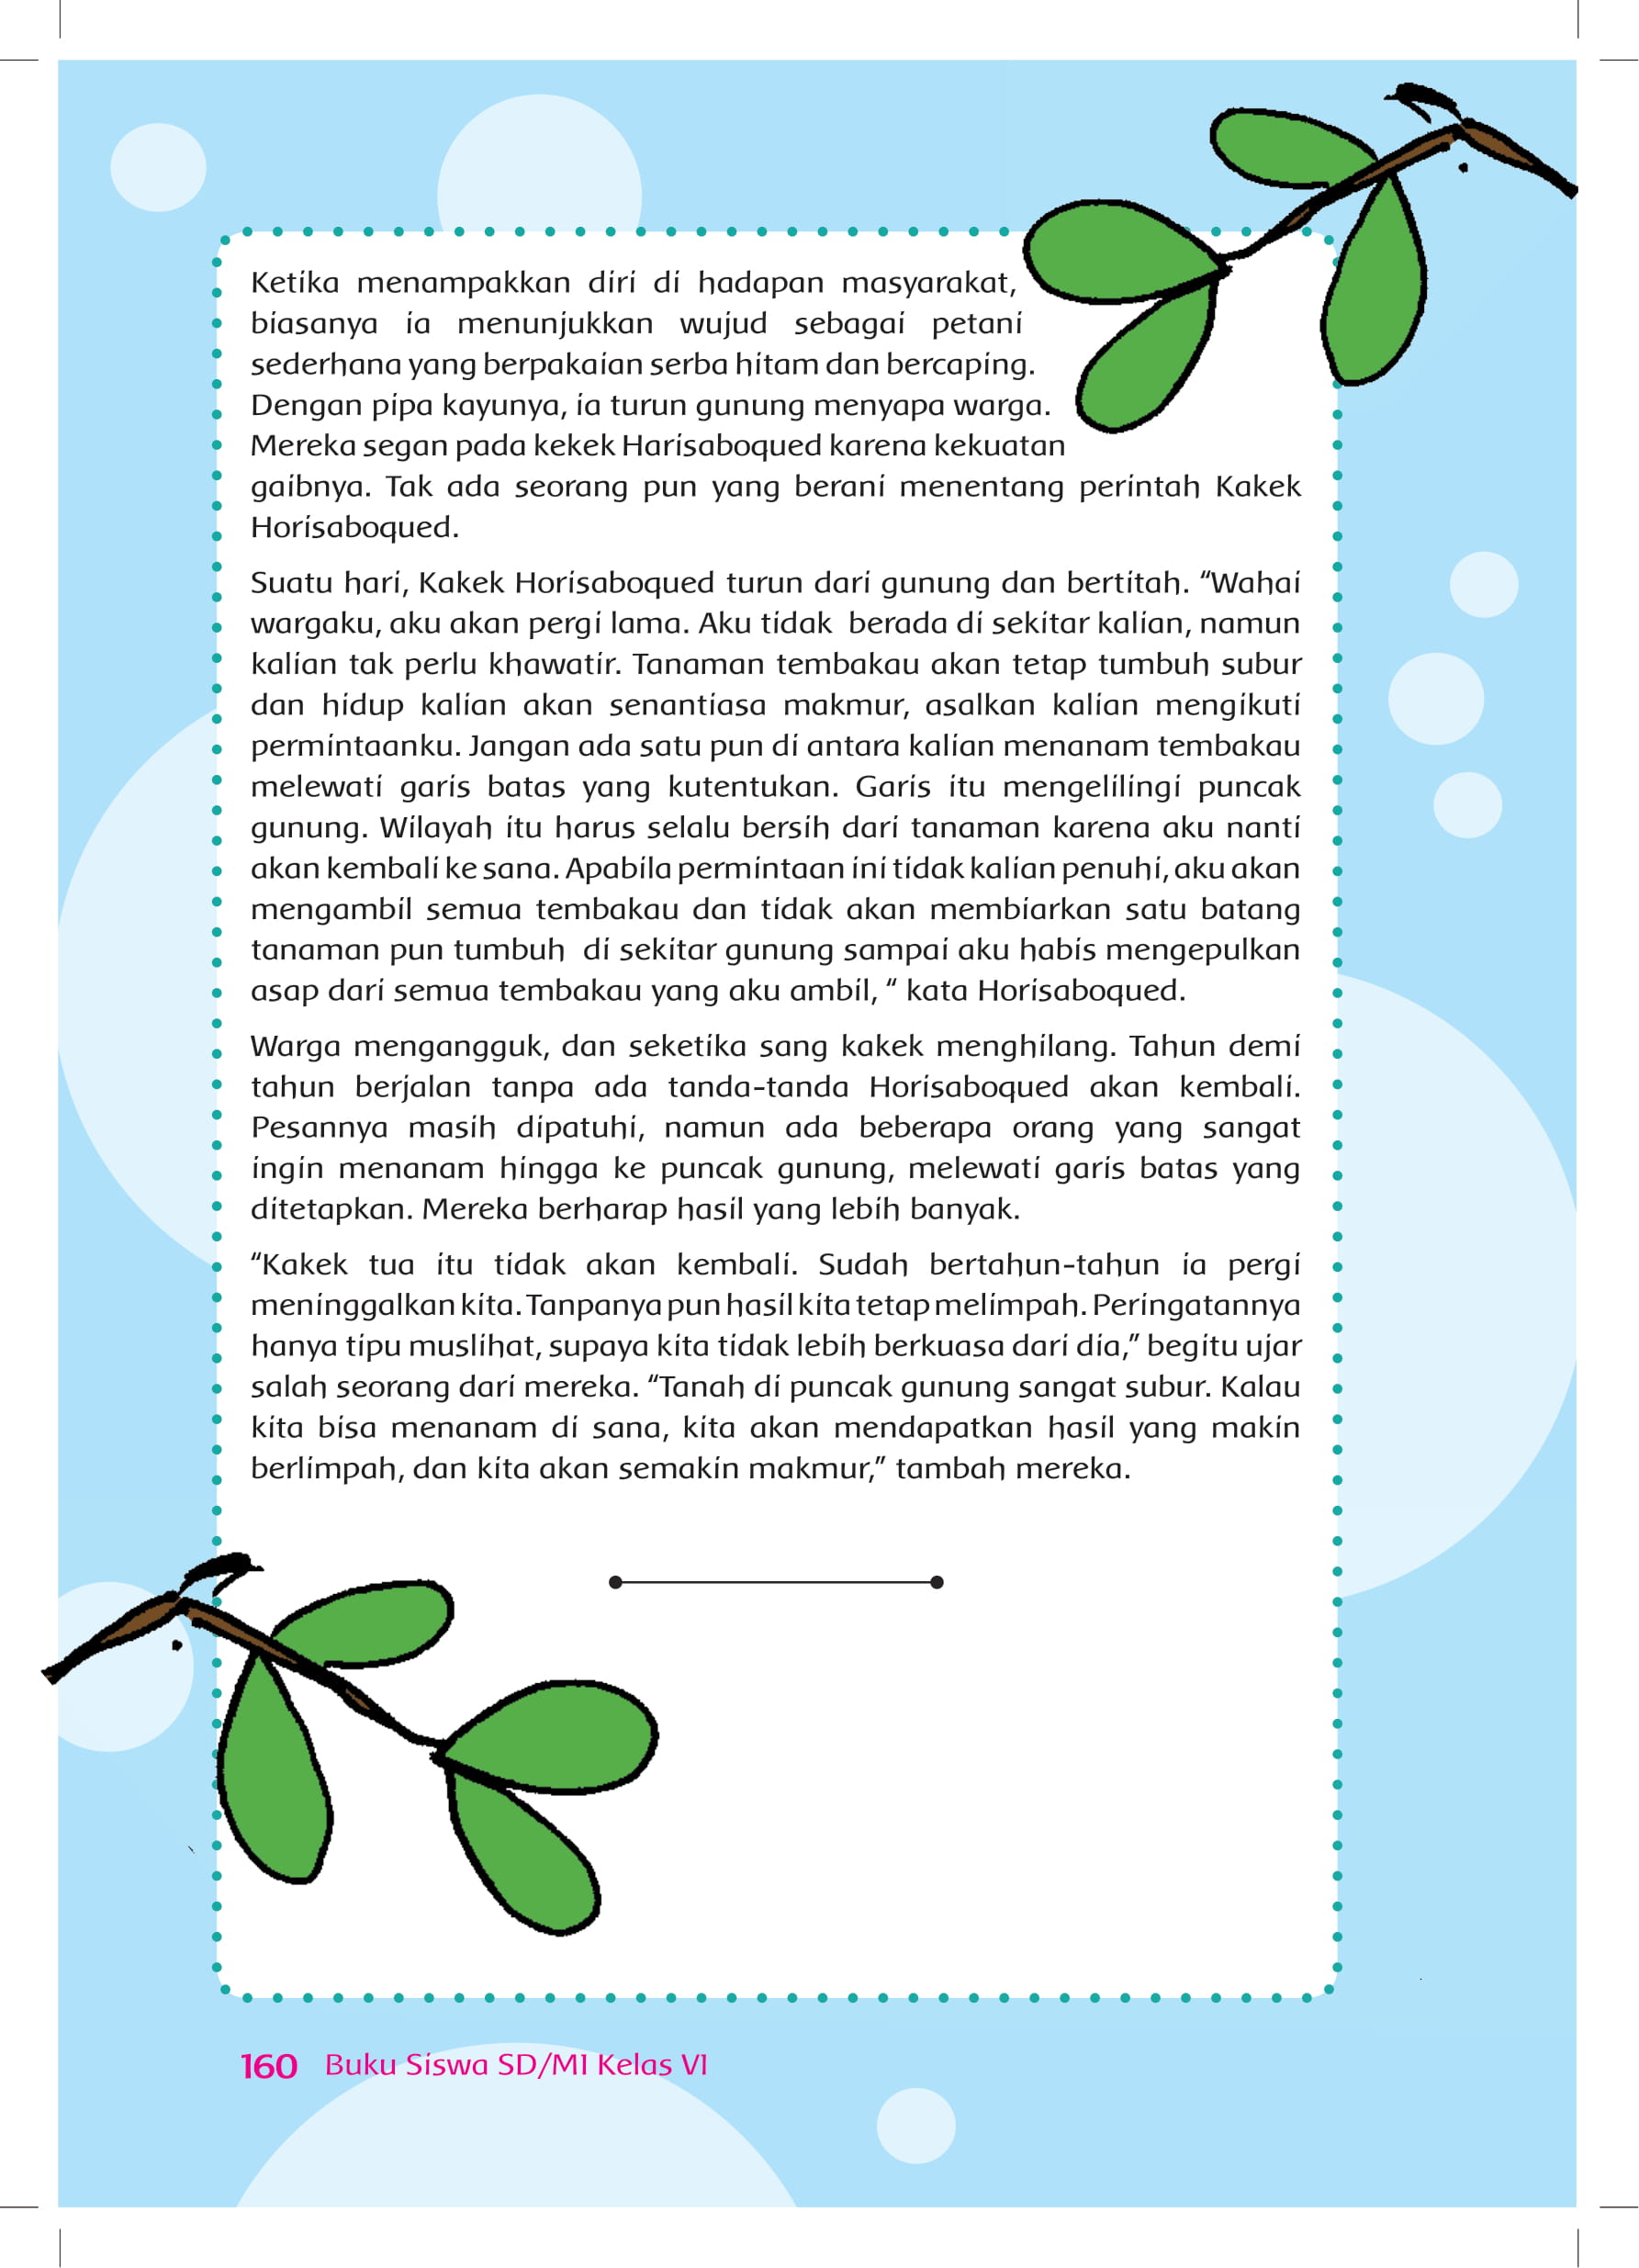 Ketika menampakkan diri di hadapan masyarakat,
biasanya ia menunjukkan wujud sebagai petani
sederhana yang berpakaian serba hitam dan bercaping.
Dengan pipa kayunya, ia turun gunung menyapa warga.
Mereka segan pada kekek Harisaboqued karena kekuatan
gaibnya. Tak ada seorang pun yang berani menentang perintah Kakek
Horisaboqued.
Suatu hari, Kakek Horisaboqued turun dari gunung dan bertitah. “Wahai
wargaku, aku akan pergi lama. Aku tidak berada di sekitar kalian, namun
kalian tak perlu khawatir. Tanaman tembakau akan tetap tumbuh subur
dan hidup kalian akan senantiasa makmur, asalkan kalian mengikuti
permintaanku. Jangan ada satu pun di antara kalian menanam tembakau
melewati garis batas yang kutentukan. Garis itu mengelilingi puncak
gunung. Wilayah itu harus selalu bersih dari tanaman karena aku nanti
akan kembali ke sana. Apabila permintaan ini tidak kalian penuhi, aku akan
mengambil semua tembakau dan tidak akan membiarkan satu batang
tanaman pun tumbuh di sekitar gunung sampai aku habis mengepulkan
asap dari semua tembakau yang aku ambil, “ kata Horisaboqued.
Warga mengangguk, dan seketika sang kakek menghilang. Tahun demi
tahun berjalan tanpa ada tanda-tanda Horisaboqued akan kembali.
Pesannya masih dipatuhi, namun ada beberapa orang yang sangat
ingin menanam hingga ke puncak gunung, melewati garis batas yang
ditetapkan. Mereka berharap hasil yang lebih banyak.
“Kakek tua itu tidak akan kembali. Sudah bertahun-tahun ia pergi
meninggalkan kita. Tanpanya pun hasil kita tetap melimpah. Peringatannya
hanya tipu muslihat, supaya kita tidak lebih berkuasa dari dia,” begitu ujar
salah seorang dari mereka. “Tanah di puncak gunung sangat subur. Kalau
kita bisa menanam di sana, kita akan mendapatkan hasil yang makin
berlimpah, dan kita akan semakin makmur,” tambah mereka.
160 Buku Siswa SD/MI Kelas VI